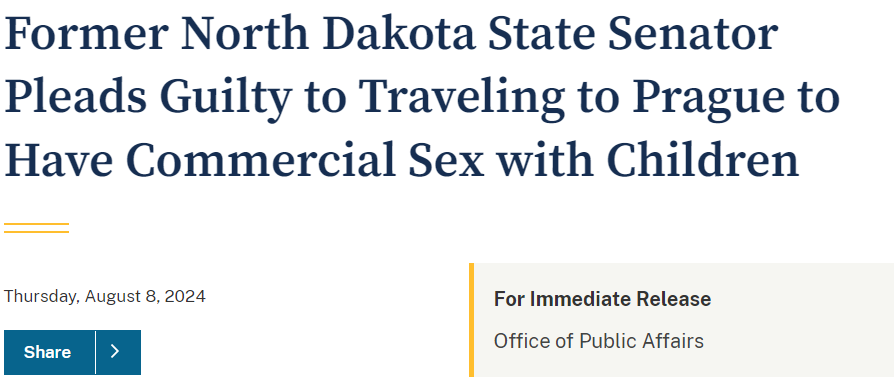 Former North Dakota State Senator
Pleads Guilty to Traveling to Prague to
Have Commercial Sex with Children
Thursday, August 8, 2024
Share
For Immediate Release
Office of Public Affairs